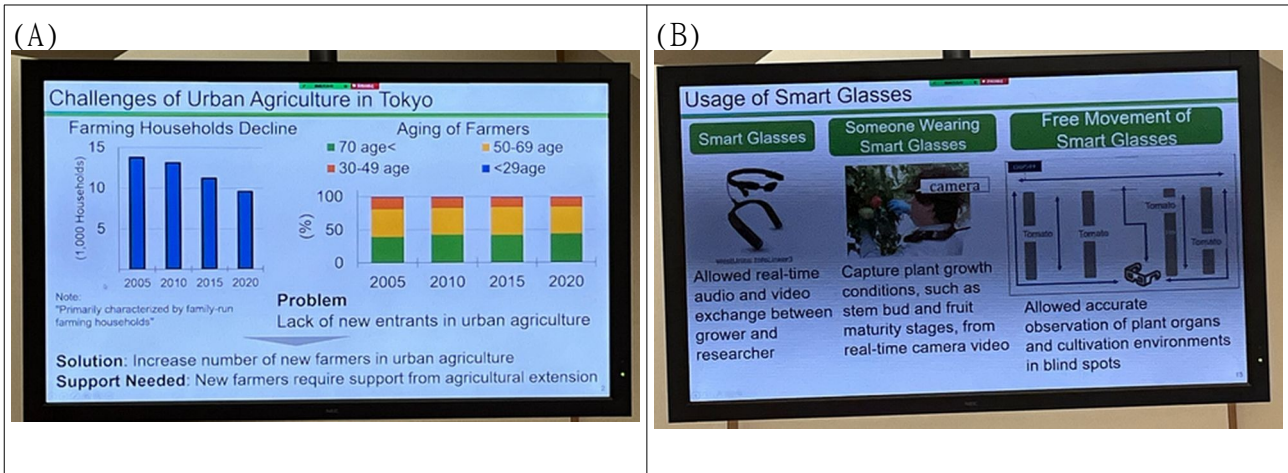 (A)
Challenges of Urban Agriculture in Tokyo
Farming Households Decline
15
10
5
(1,000 Households)
2005 2010 2015 2020
Note:
"Primarily characterized by family-run
farming households"
Aging of Farmers
70 age<
50-69 age
30-49 age
<29age
100
50
0
(%)
2005 2010 2015 2020
Problem
Lack of new entrants in urban agriculture
Solution: Increase number of new farmers in urban agriculture
Support Needed: New farmers require support from agricultural extension
(B)
Usage of Smart Glasses
Smart Glasses
Allowed real-time
audio and video
exchange between
grower and
researcher
Someone Wearing
Smart Glasses
camera
Capture plant growth
conditions, such as
stem bud and fruit
maturity stages, from
real-time camera video
Free Movement of
Smart Glasses
Tomato
Tomato
Tomato
Tomato
Allowed accurate
observation of plant organs
and cultivation environments
in blind spots
15